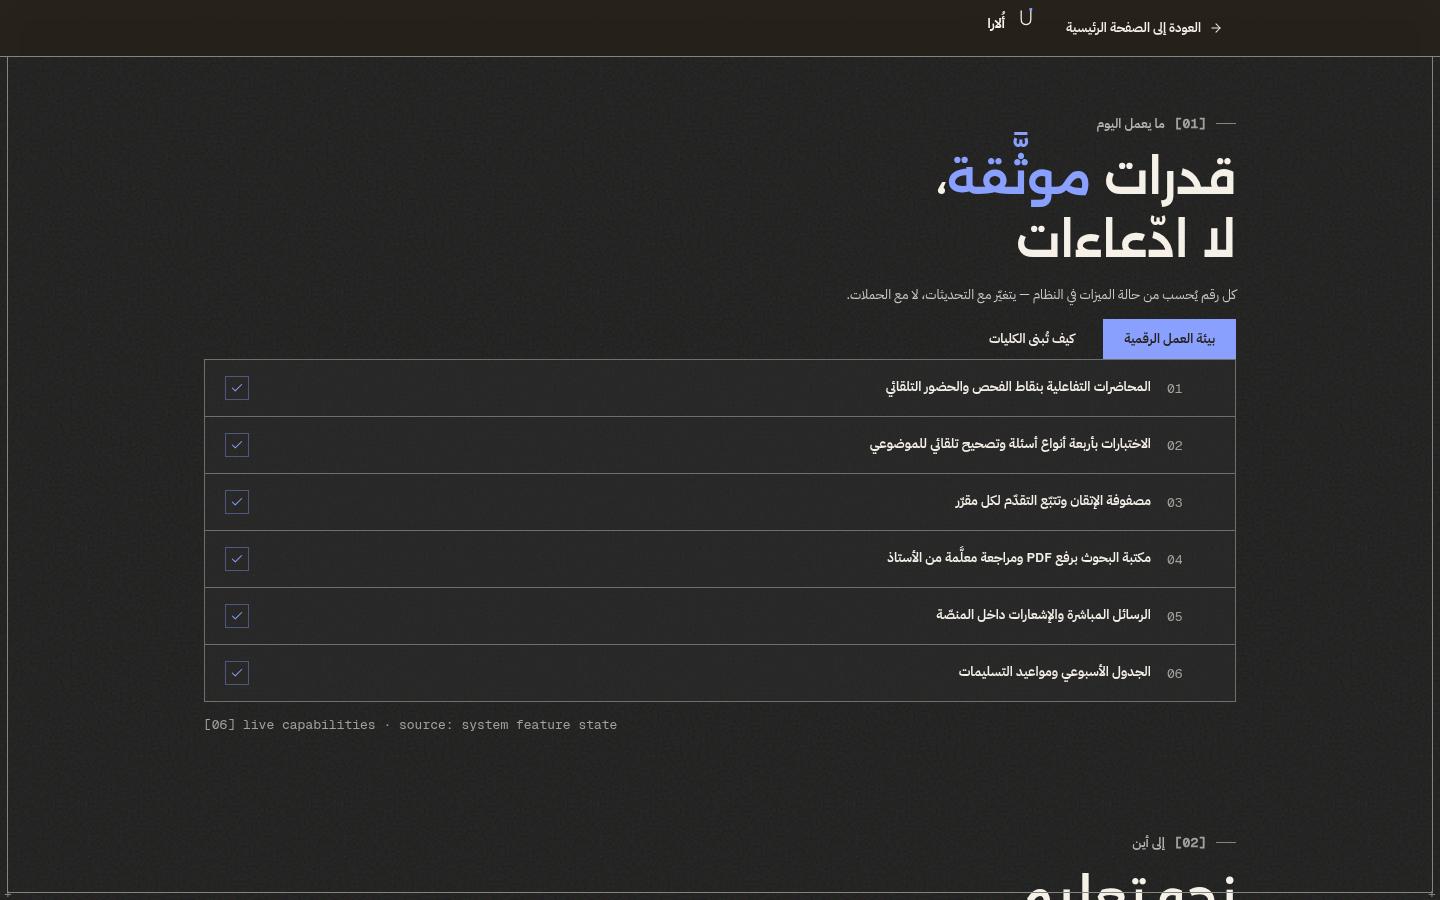 العودة إلى الصفحة الرئيسية
أُلارا
[01] ما يعمل اليوم
قدرات موثَّقة،
لا ادّعاءات
كل رقم يُحسب من حالة الميزات في النظام — يتغيّر مع التحديثات، لا مع الحملات.
بيئة العمل الرقمية
كيف تُبنى الكليات
01 المحاضرات التفاعلية بنقاط الفحص والحضور التلقائي
02 الاختبارات بأربعة أنواع أسئلة وتصحيح تلقائي للموضوعي
03 مصفوفة الإتقان وتتبّع التقدّم لكل مقرّر
04 مكتبة البحوث برفع PDF ومراجعة معلَّمة من الأستاذ
05 الرسائل المباشرة والإشعارات داخل المنصّة
06 الجدول الأسبوعي ومواعيد التسليمات
[06] live capabilities · source: system feature state
[02] إلى أين
نحو تعليم